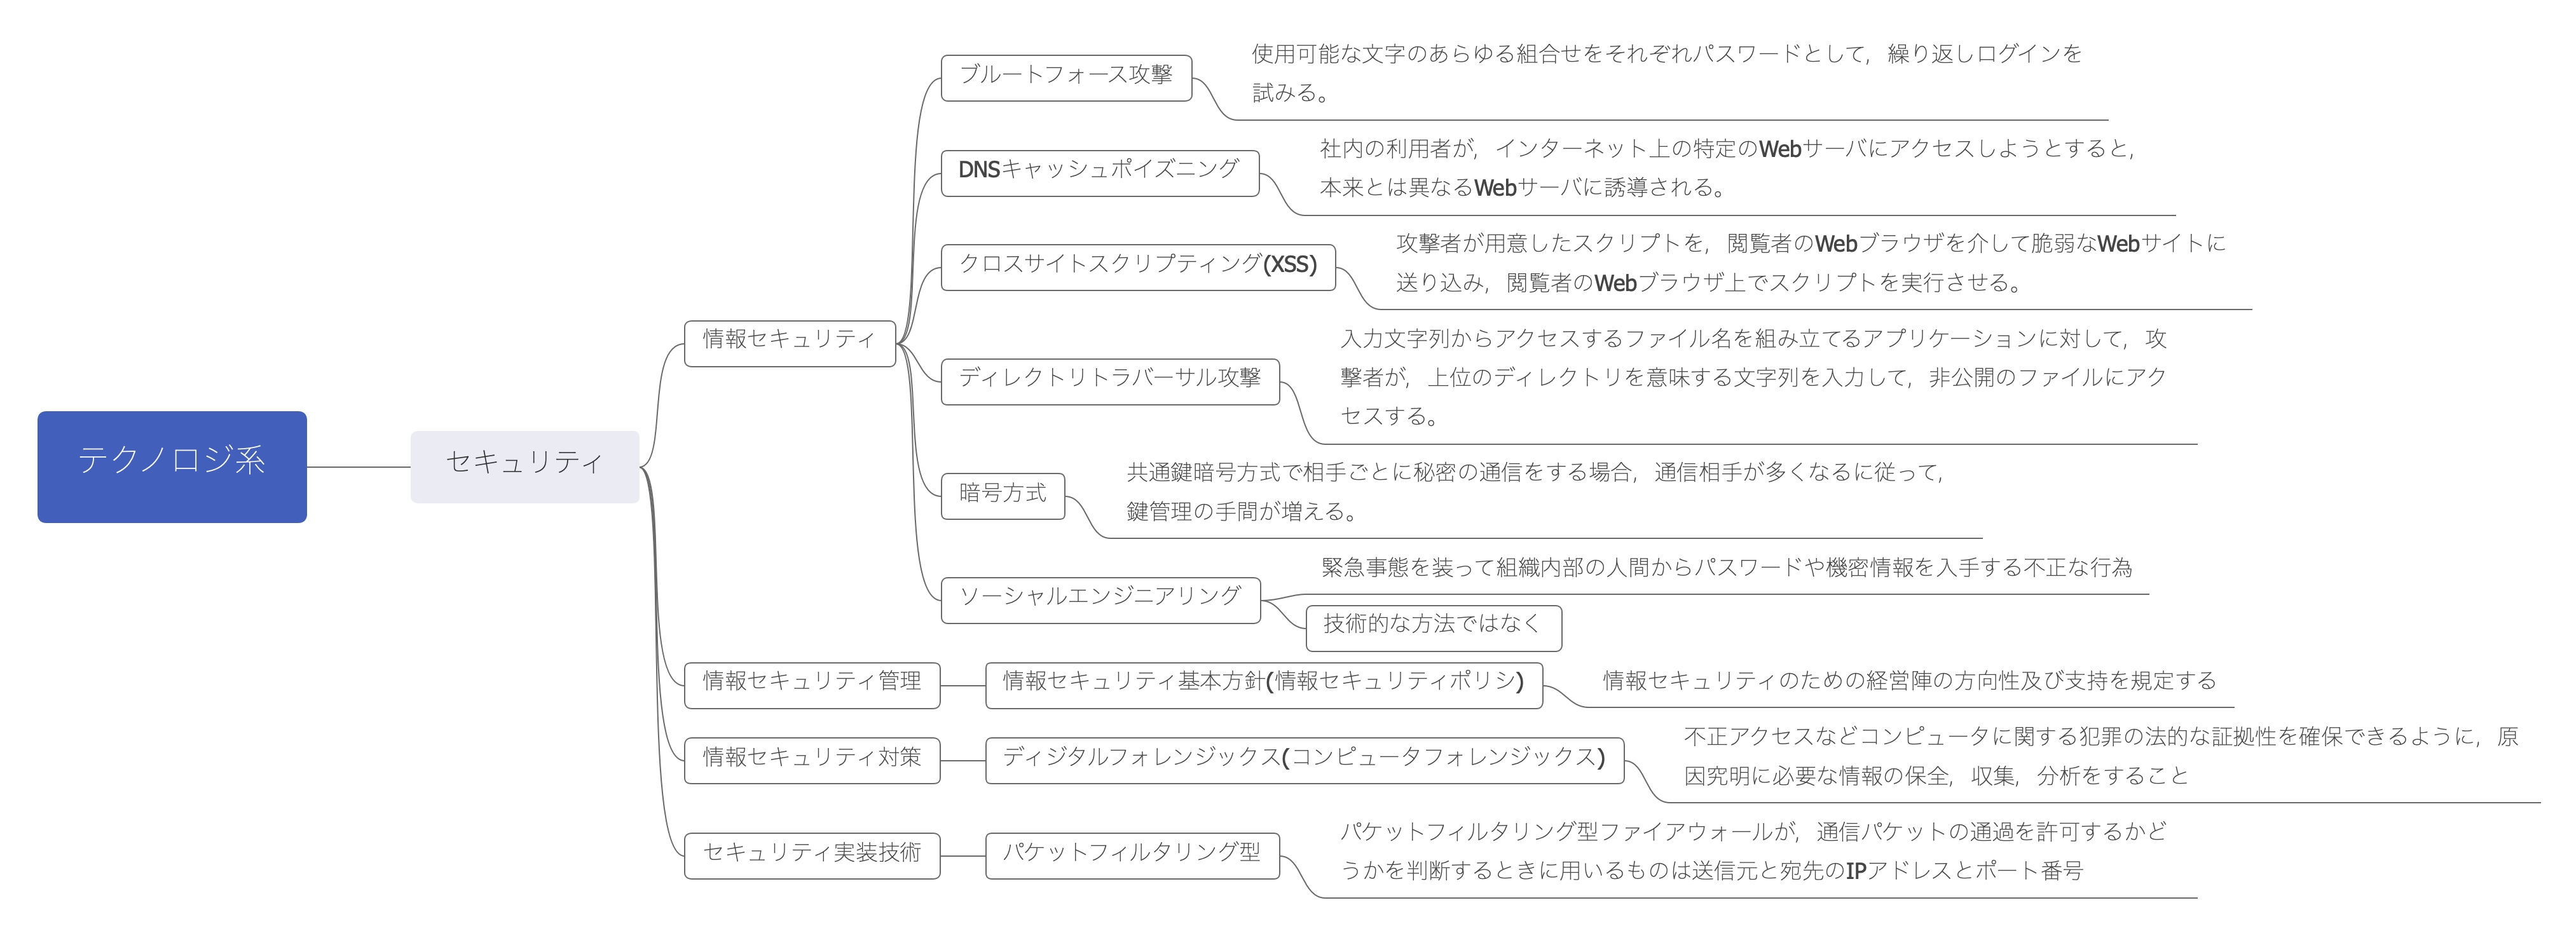 テクノロジ系
セキュリティ
情報セキュリティ
ブルートフォース攻撃
使用可能な文字のあらゆる組合せをそれぞれパスワードとして，繰り返しログインを
試みる。
DNSキャッシュポイズニング
社内の利用者が，インターネット上の特定のWebサーバにアクセスしようとすると，
本来とは異なるWebサーバに誘導される。
クロスサイトスクリプティング(XSS)
攻撃者が用意したスクリプトを，閲覧者のWebブラウザを介して脆弱なWebサイトに
送り込み，閲覧者のWebブラウザ上でスクリプトを実行させる。
ディレクトリトラバーサル攻撃
入力文字列からアクセスするファイル名を組み立てるアプリケーションに対して，攻
撃者が，上位のディレクトリを意味する文字列を入力して，非公開のファイルにアク
セスする。
暗号方式
共通鍵暗号方式で相手ごとに秘密の通信をする場合，通信相手が多くなるに従って，
鍵管理の手間が増える。
ソーシャルエンジニアリング
緊急事態を装って組織内部の人間からパスワードや機密情報を入手する不正な行為
技術的な方法ではなく
情報セキュリティ管理
情報セキュリティ基本方針(情報セキュリティポリシ)
情報セキュリティのための経営陣の方向性及び支持を規定する
情報セキュリティ対策
ディジタルフォレンジックス(コンピュータフォレンジックス)
不正アクセスなどコンピュータに関する犯罪の法的な証拠性を確保できるように，原
因究明に必要な情報の保全，収集，分析をすること
セキュリティ実装技術
パケットフィルタリング型
パケットフィルタリング型ファイアウォールが，通信パケットの通過を許可するかど
うかを判断するときに用いるものは送信元と宛先のIPアドレスとポート番号